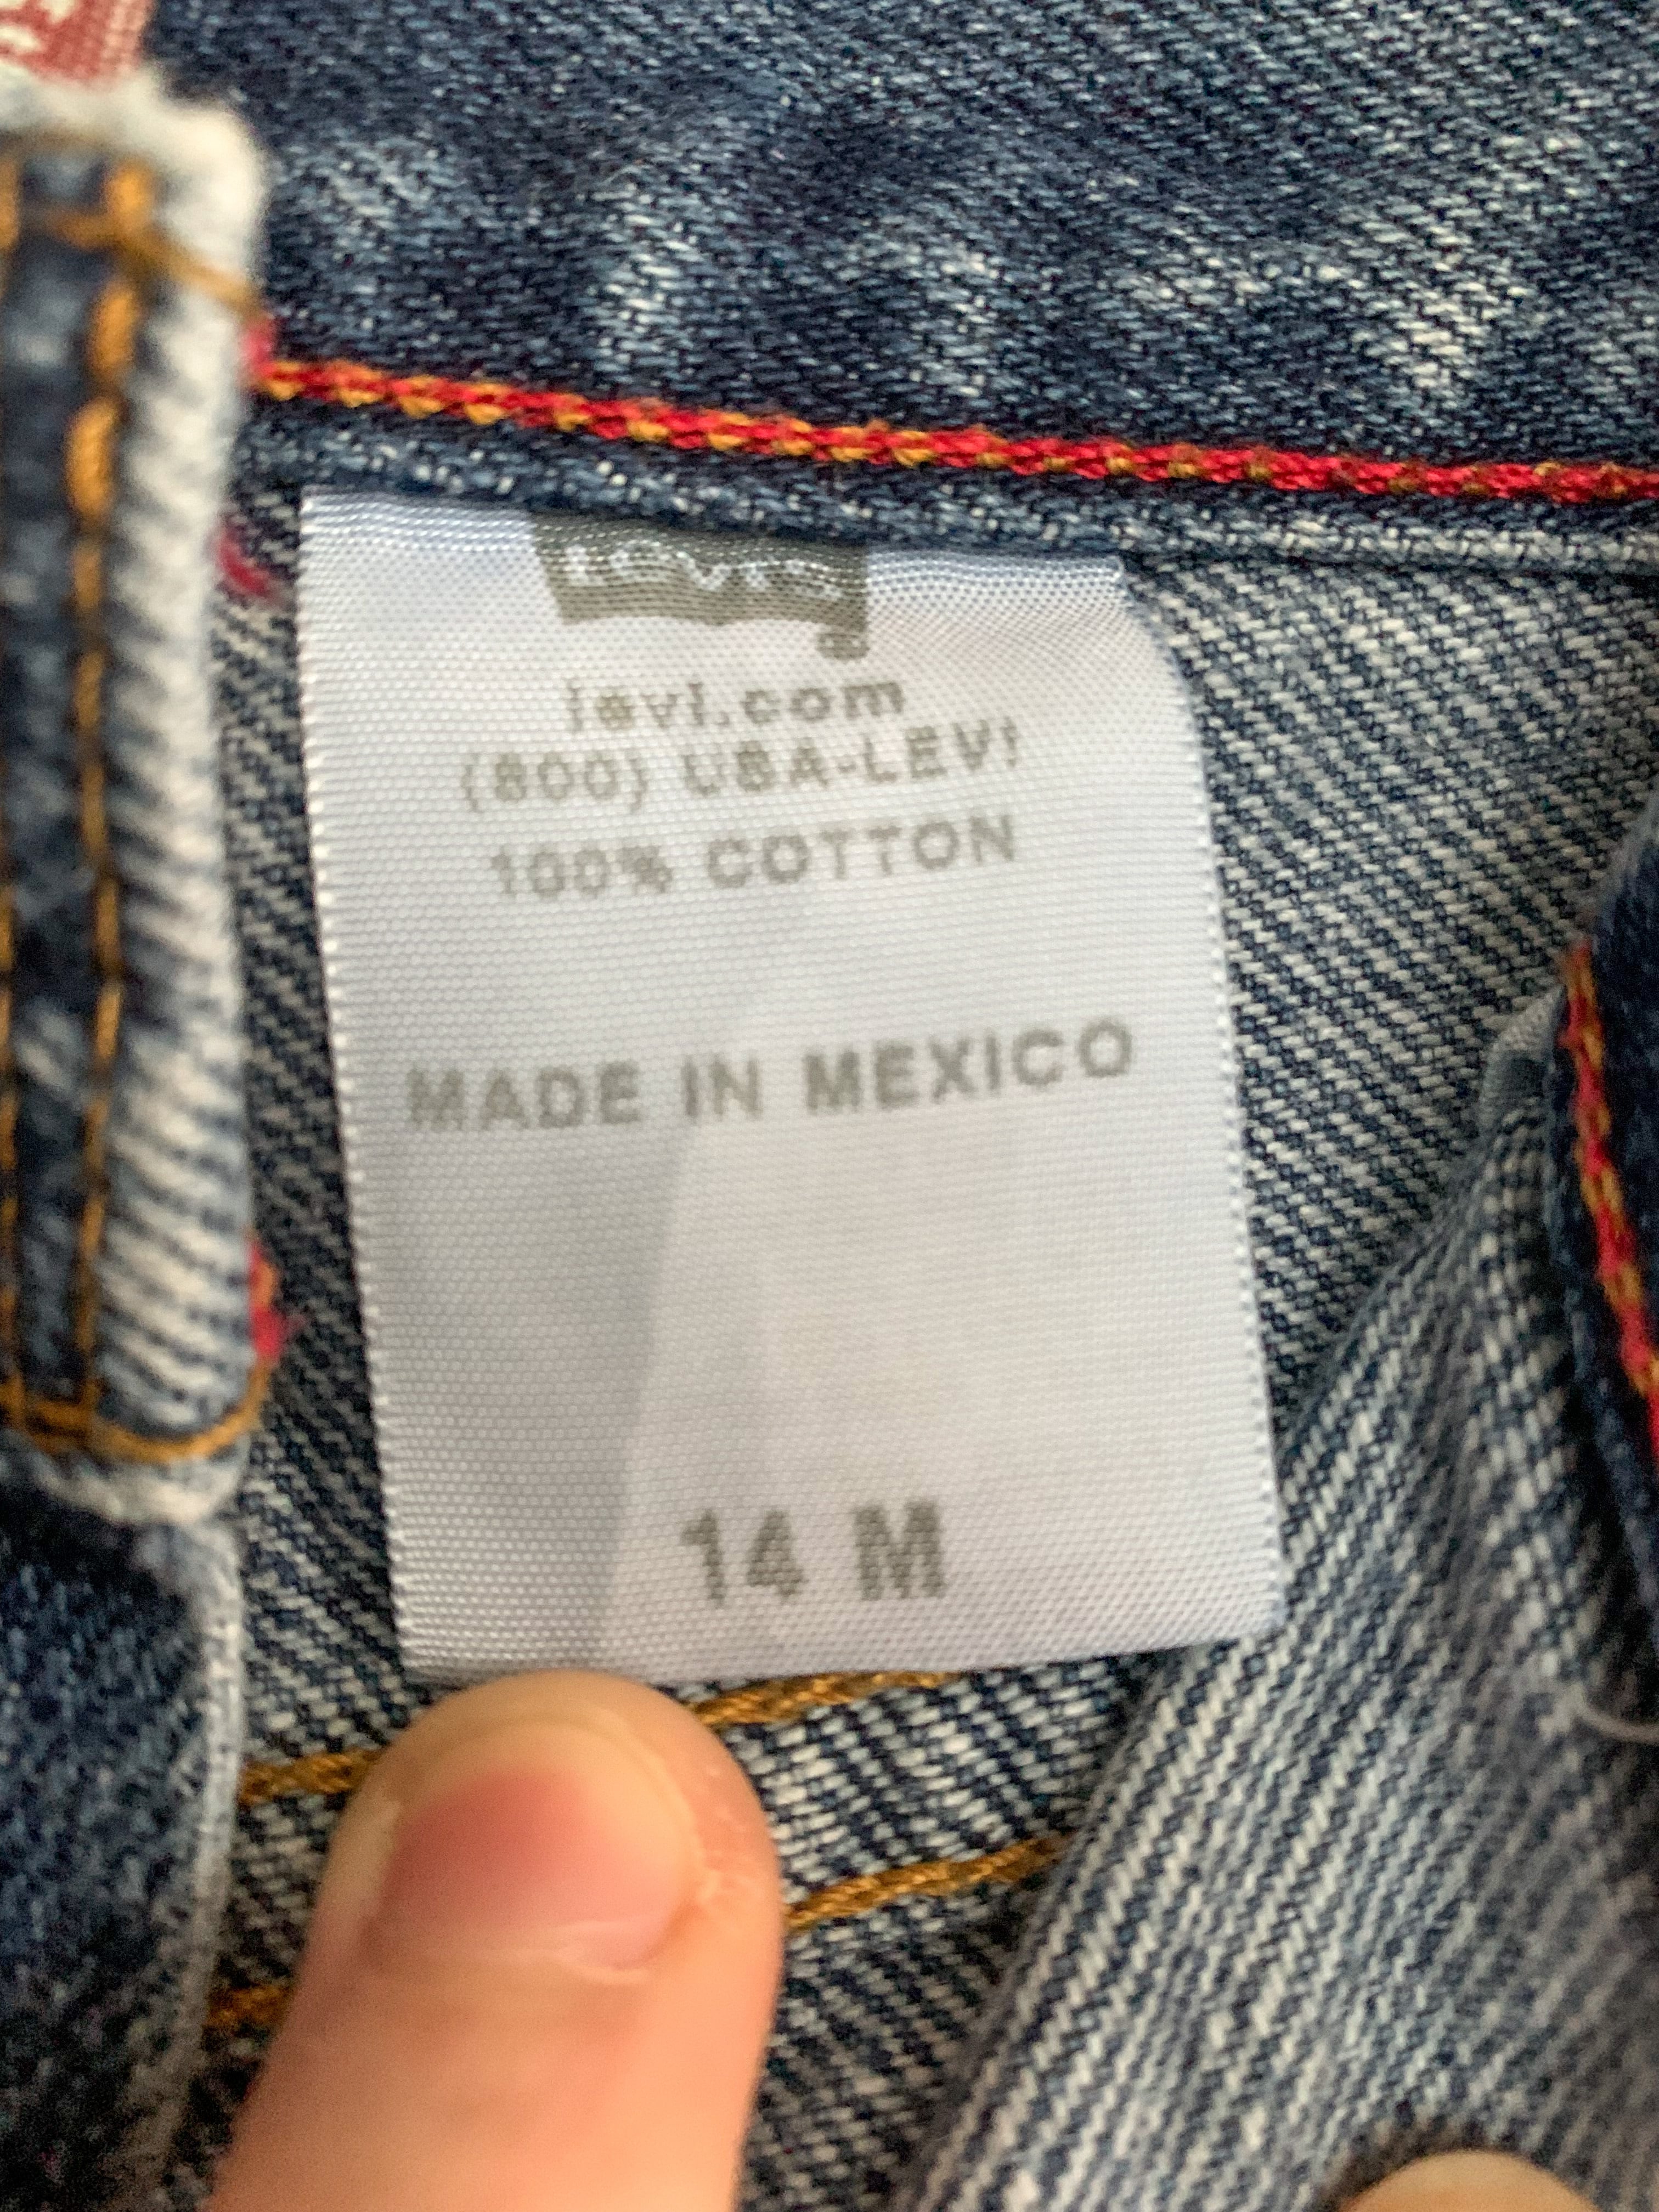 levi.com
(800) USA-LEVI
100% COTTON
MADE IN MEXICO
14 M